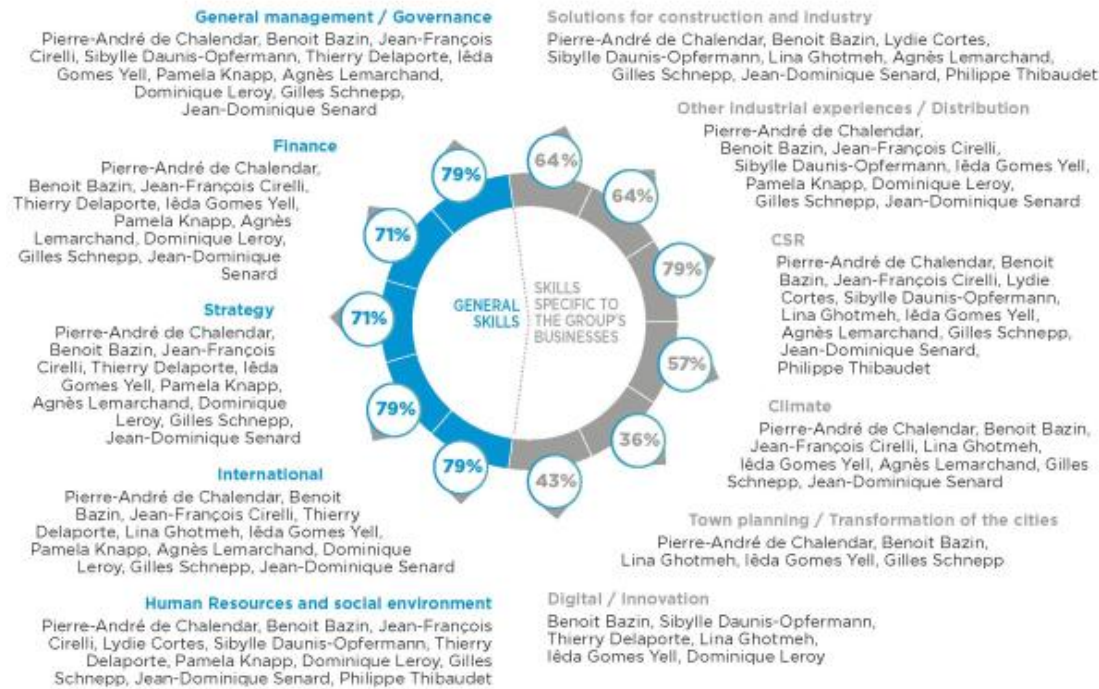 General management / Governance
Pierre-André de Chalendar, Benoit Bazin, Jean-François
Cirelli, Sibylle Daunis-Opfermann, Thierry Delaporte, Iêda
Gomes Yell, Pamela Knapp, Agnès Lemarchand,
Dominique Leroy, Gilles Schnepp,
Jean-Dominique Senard
Finance
Pierre-André de Chalendar,
Benoit Bazin, Jean-François Cirelli,
Thierry Delaporte, Iêda Gomes Yell,
Pamela Knapp, Agnès
Lemarchand, Dominique Leroy,
Gilles Schnepp, Jean-Dominique
Senard
Strategy
Pierre-André de Chalendar,
Benoit Bazin, Jean-François
Cirelli, Thierry Delaporte, Iêda
Gomes Yell, Pamela Knapp,
Agnès Lemarchand, Dominique
Leroy, Gilles Schnepp,
Jean-Dominique Senard
International
Pierre-André de Chalendar, Benoit
Bazin, Jean-François Cirelli, Thierry
Delaporte, Lina Ghotmeh, Iêda Gomes Yell,
Pamela Knapp, Agnès Lemarchand, Dominique
Leroy, Gilles Schnepp, Jean-Dominique Senard
Human Resources and social environment
Pierre-André de Chalendar, Benoit Bazin, Jean-François
Cirelli, Lydie Cortes, Sibylle Daunis-Opfermann, Thierry
Delaporte, Pamela Knapp, Dominique Leroy, Gilles
Schnepp, Jean-Dominique Senard, Philippe Thibaudet
79%
71%
71%
79%
79%
GENERAL
SKILLS
SKILLS
SPECIFIC TO
THE GROUP'S
BUSINESSES
64%
64%
79%
57%
36%
43%
Solutions for construction and industry
Pierre-André de Chalendar, Benoit Bazin, Lydie Cortes,
Sibylle Daunis-Opfermann, Lina Ghotmeh, Agnès Lemarchand,
Gilles Schnepp, Jean-Dominique Senard, Philippe Thibaudet
Other industrial experiences / Distribution
Pierre-André de Chalendar,
Benoit Bazin, Jean-François Cirelli,
Sibylle Daunis-Opfermann, Iêda Gomes Yell,
Pamela Knapp, Dominique Leroy,
Gilles Schnepp, Jean-Dominique Senard
CSR
Pierre-André de Chalendar, Benoit
Bazin, Jean-François Cirelli, Lydie
Cortes, Sibylle Daunis-Opfermann,
Lina Ghotmeh, Iêda Gomes Yell,
Agnès Lemarchand, Gilles Schnepp,
Jean-Dominique Senard,
Philippe Thibaudet
Climate
Pierre-André de Chalendar, Benoit Bazin,
Jean-François Cirelli, Lina Ghotmeh,
Iêda Gomes Yell, Agnès Lemarchand, Gilles
Schnepp, Jean-Dominique Senard
Town planning / Transformation of the cities
Pierre-André de Chalendar, Benoit Bazin,
Lina Ghotmeh, Iêda Gomes Yell, Gilles Schnepp
Digital / Innovation
Benoit Bazin, Sibylle Daunis-Opfermann,
Thierry Delaporte, Lina Ghotmeh,
Iêda Gomes Yell, Dominique Leroy